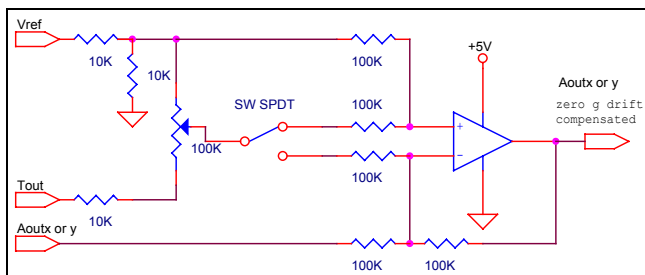 Vref
10K
10K
100K
+5V
Aoutx or y
zero g drift
compensated
SW SPDT
100K
+
100K
−
100K
Tout
10K
Aoutx or y
100K
100K